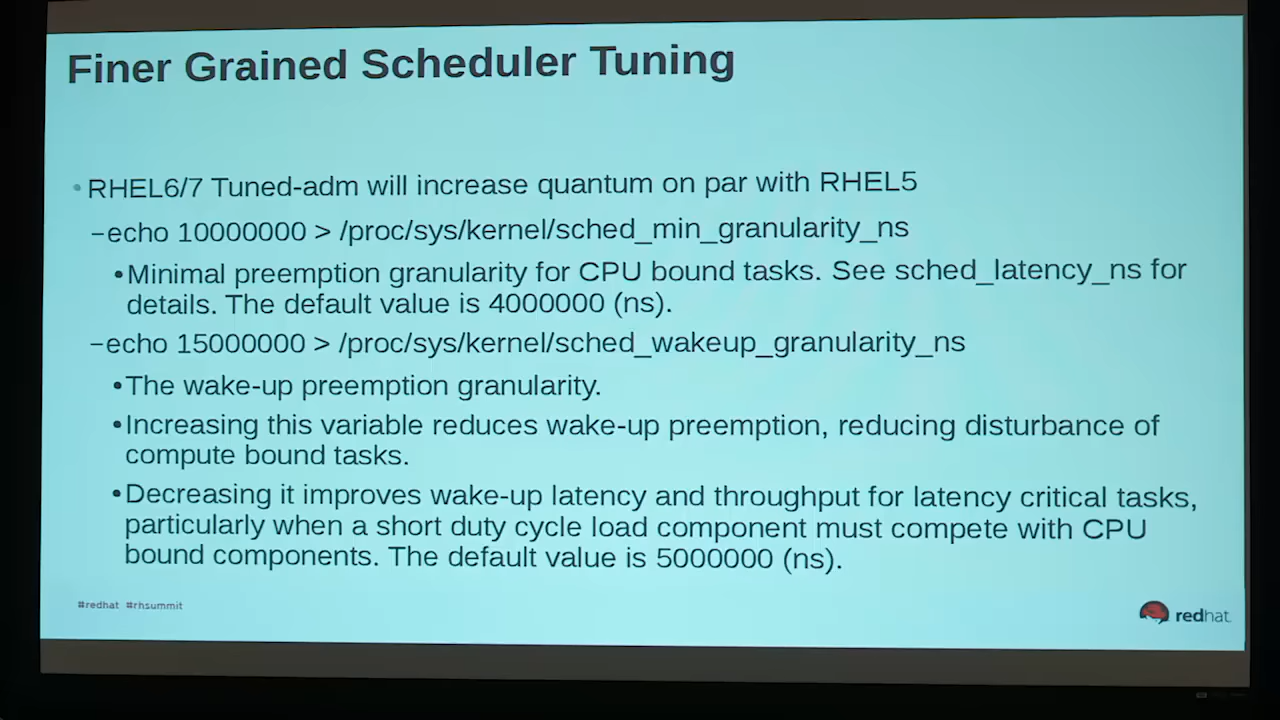 Finer Grained Scheduler Tuning
• RHEL6/7 Tuned-adm will increase quantum on par with RHEL5
–echo 10000000 > /proc/sys/kernel/sched_min_granularity_ns
•Minimal preemption granularity for CPU bound tasks. See sched_latency_ns for
details. The default value is 4000000 (ns).
–echo 15000000 > /proc/sys/kernel/sched_wakeup_granularity_ns
•The wake-up preemption granularity.
•Increasing this variable reduces wake-up preemption, reducing disturbance of
compute bound tasks.
•Decreasing it improves wake-up latency and throughput for latency critical tasks,
particularly when a short duty cycle load component must compete with CPU
bound components. The default value is 5000000 (ns).
#redhat #rhsummit
redhat.